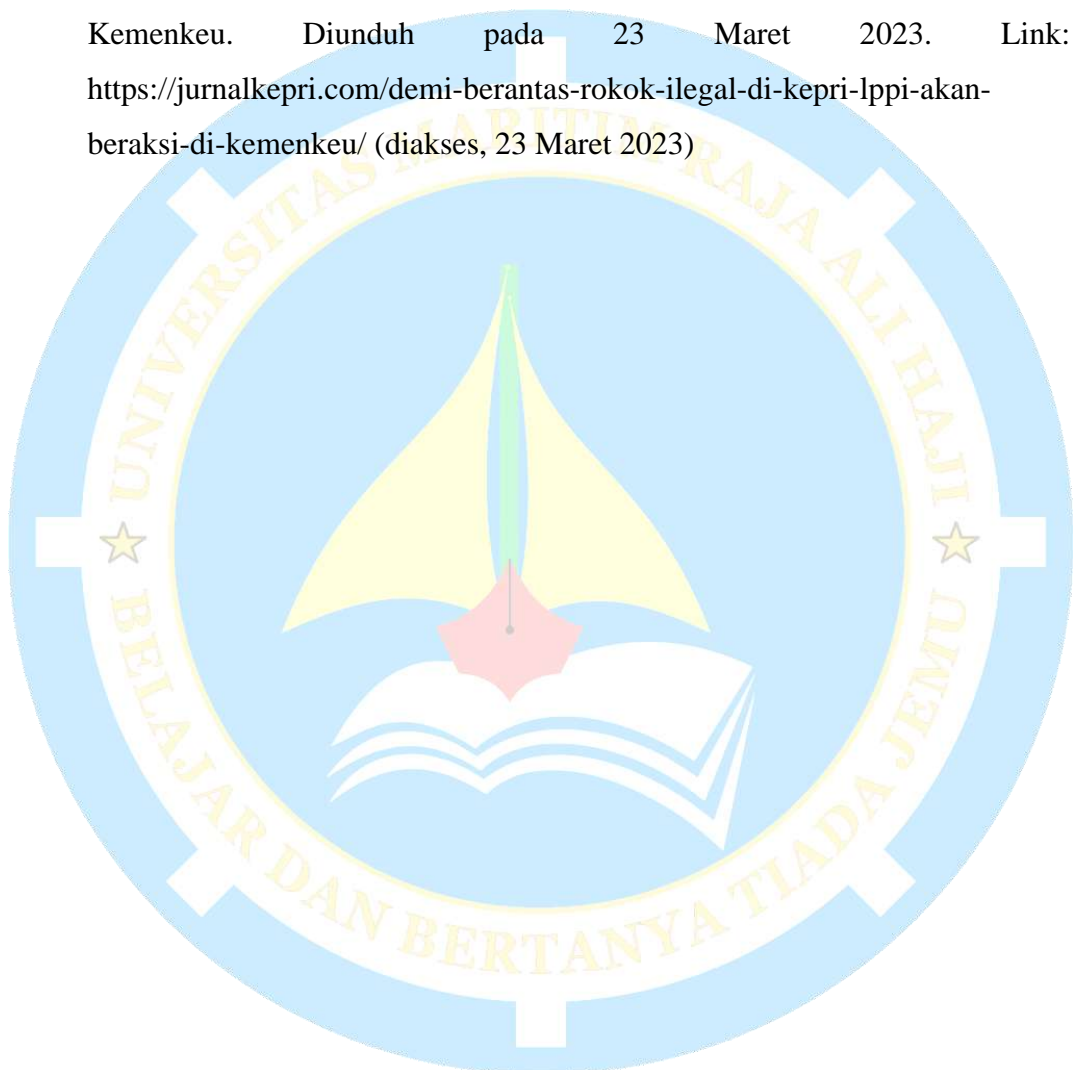 Kemenkeu. Diunduh pada 23 Maret 2023. Link:
https://jurnalkepri.com/demi-berantas-rokok-ilegal-di-kepri-lppi-akan-
beraksi-di-kemenkeu/ (diakses, 23 Maret 2023)
UNIVERSITAS MARITIM RAJA ALI HAJI
BELAJAR DAN BERTANYA TIADA JEMU